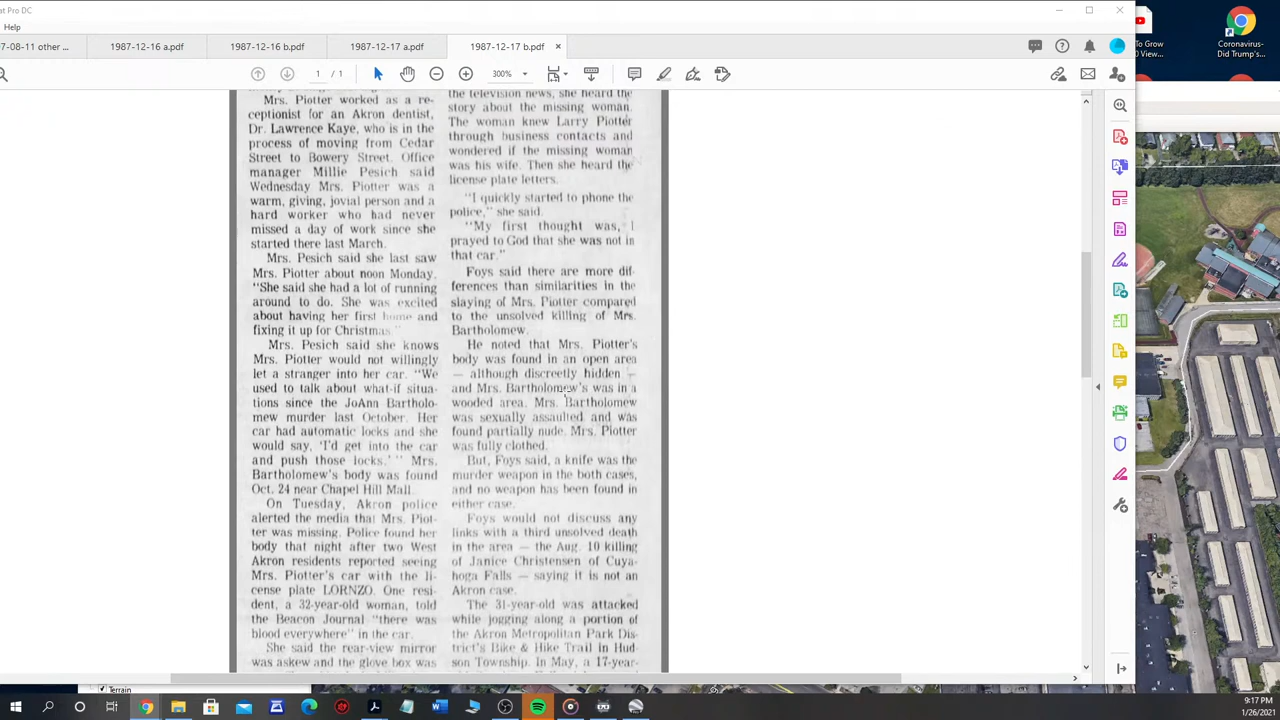 at Pro DC
Help
7-08-11 other ...
1987-12-16 a.pdf
1987-12-16 b.pdf
1987-12-17 a.pdf
1987-12-17 b.pdf
1 / 1
300%
To Grow
0 View...
Coronavirus-
Did Trump's
Mrs. Piotter worked as a re-
ceptionist for an Akron dentist
Dr. Lawrence Kaye, who is in the
process of moving from
Street to Bowery Street. Office
manager Millie Pesich
Wednesday Mrs. Piotter was
warm, giving, jovial person and
hard worker who had never
missed a day of work since she
started there last March.
Mrs. Pesich said she last saw
Mrs. Piotter about noon Monday.
"She said she had a lot of running
around to do. She was excited
about having her first home and
fixing it up for Christmas."
Mrs. Pesich said she
Mrs. Piotter would not willingly
let a stranger into her car.
used to talk about what-if
tions since the JoAnn Bartholo-
mew murder last October.
car had automatic locks and she
would say, 'I'd get into that
and push those locks.' " Mrs.
Bartholomew's body was found
Oct. 24 near Chapel Hill Mall.
On Tuesday, Akron police
alerted the media that Mrs. Piot-
ter was missing. Police found her
body that night after two West
Akron residents reported seeing
Mrs. Piotter's car with the li-
cense plate LORNZO. One resi-
dent, a 32-year-old woman, told
the Beacon Journal "there was
blood everywhere" in the car.
She said the rear-view mirror
was askew and the glove box
the television news, she heard the
story about the missing woman.
The woman knew Larry Piotter
through business contacts and
the missing woman
was his wife. Then she heard the
license plate letters.
"I quickly started to phone the
police," she said.
"My first thought was, I
prayed to God that she was not in
that car."
Foys said there are more dif-
ferences than similarities in the
slaying of Mrs. Piotter compared
to the unsolved killing of Mrs.
Bartholomew.
He noted that Mrs. Piotter's
body was found in an open area
— although discreetly hidden —
and Mrs. Bartholomew's was in a
wooded area. Mrs. Bartholomew
was sexually assaulted and was
found partially nude. Mrs. Piotter
was fully clothed.
But, Foys said, a knife was the
murder weapon in the both cases,
and no weapon has been found in
either case.
Foys would not discuss any
links with a third unsolved death
in the area — the Aug. 10 killing
of Janice Christensen of Cuya-
hoga Falls — saying it is not an
Akron case.
The 31-year-old was attacked
while jogging along a portion of
the Akron Metropolitan Park Dis-
trict's Bike & Hike Trail in Hud-
son Township. In May, a 17-year-
Terrain
9:17 PM
1/26/2021